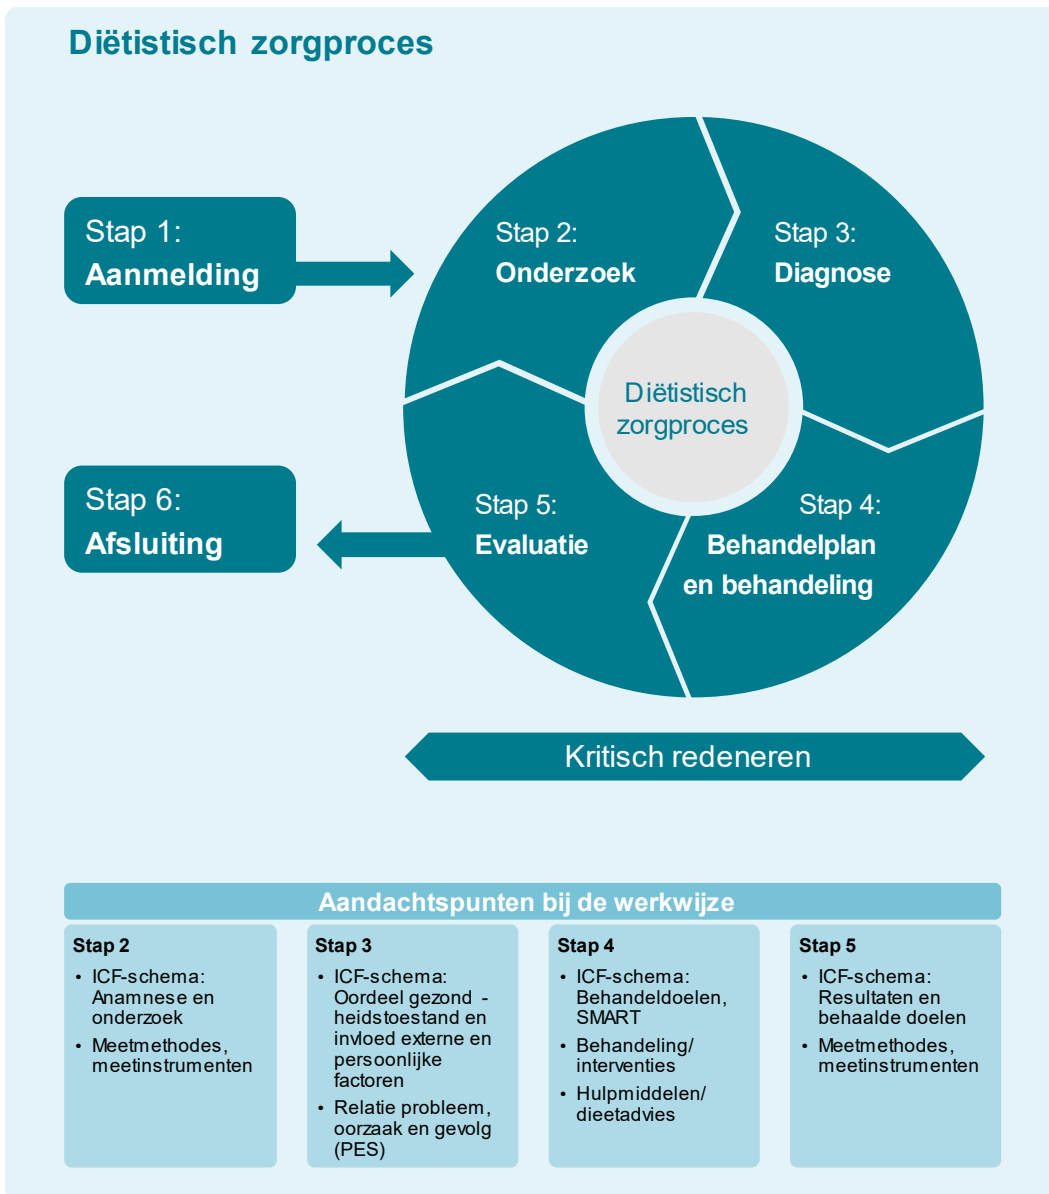 Diëtistisch zorgproces
Stap 1:
Aanmelding
Stap 2:
Onderzoek
Stap 3:
Diagnose
Diëtistisch
zorgproces
Stap 6:
Afsluiting
Stap 5:
Evaluatie
Stap 4:
Behandelplan
en behandeling
Kritisch redeneren
Aandachtspunten bij de werkwijze
Stap 2
• ICF-schema:
Anamnese en
onderzoek
• Meetmethodes,
meetinstrumenten
Stap 3
• ICF-schema:
Oordeel gezond -
heidstoestand en
invloed externe en
persoonlijke
factoren
• Relatie probleem,
oorzaak en gevolg
(PES)
Stap 4
• ICF-schema:
Behandeldoelen,
SMART
• Behandeling/
interventies
• Hulpmiddelen/
dieetadvies
Stap 5
• ICF-schema:
Resultaten en
behaalde doelen
• Meetmethodes,
meetinstrumenten